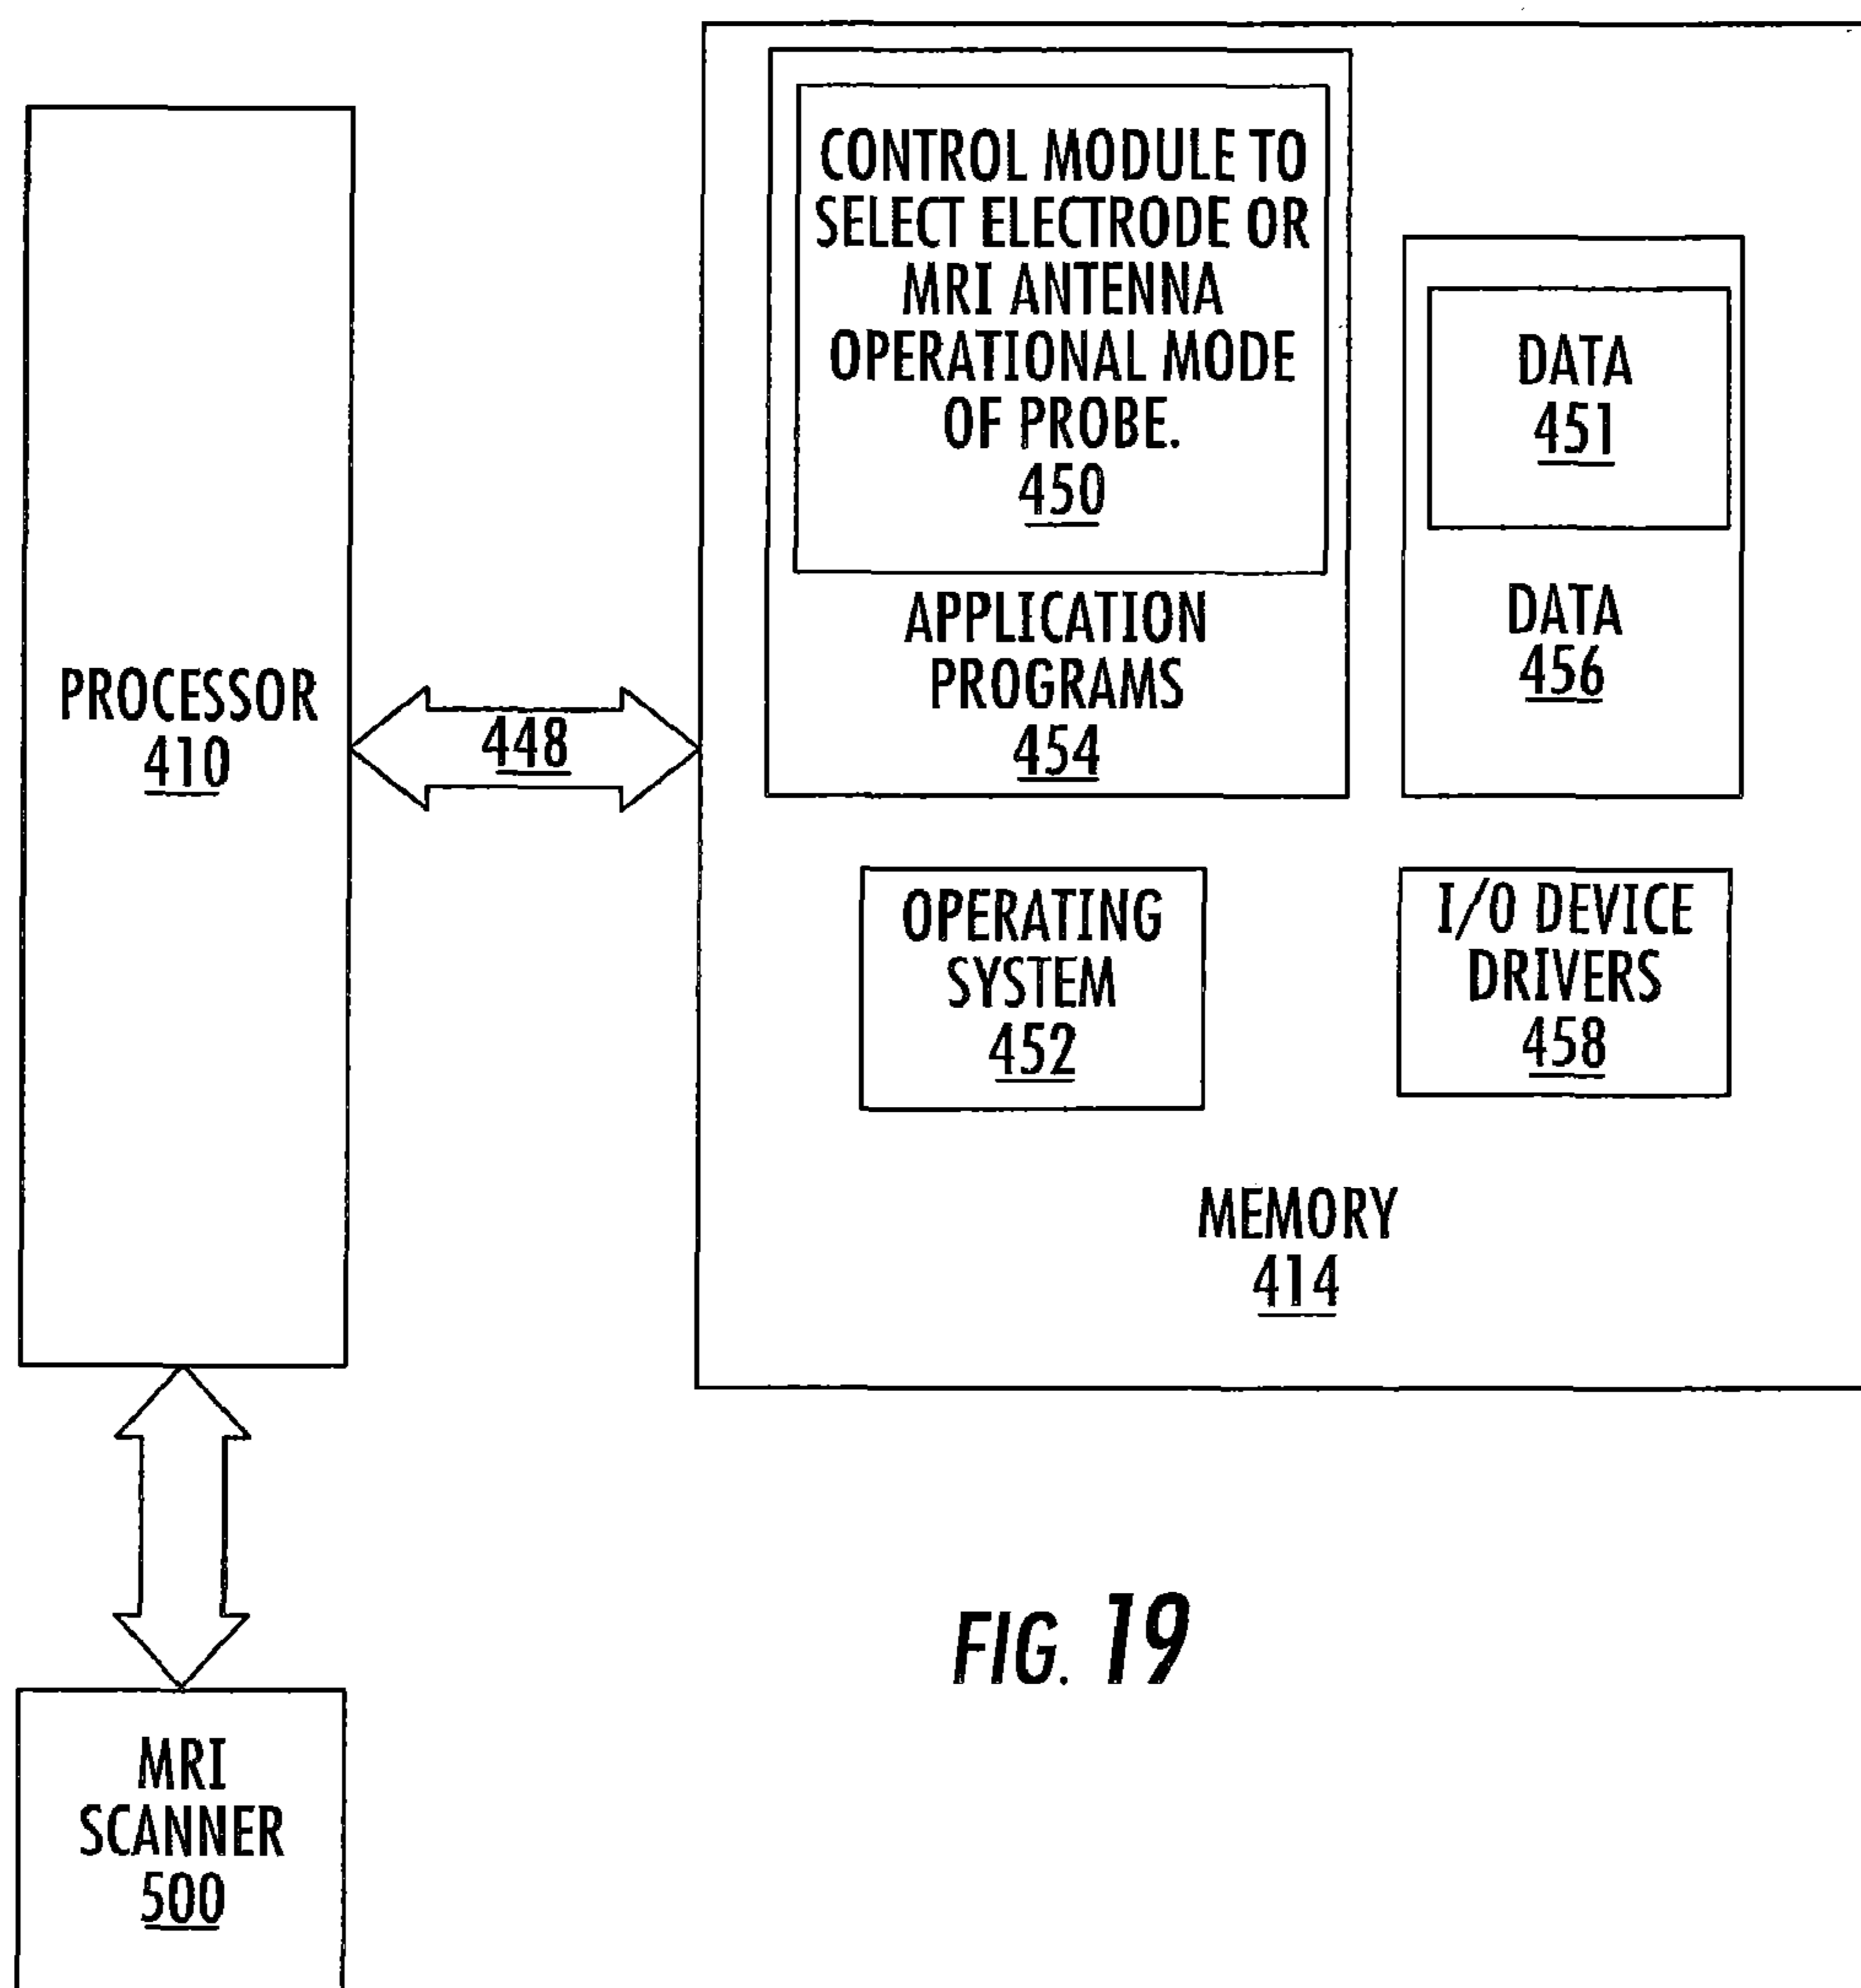 CONTROL MODULE TO
SELECT ELECTRODE OR
MRI ANTENNA
OPERATIONAL MODE
OF PROBE.
450
APPLICATION
PROGRAMS
454
DATA
451
DATA
456
PROCESSOR
410
448
OPERATING
SYSTEM
452
I/O DEVICE
DRIVERS
458
MEMORY
414
FIG. 19
MRI
SCANNER
500